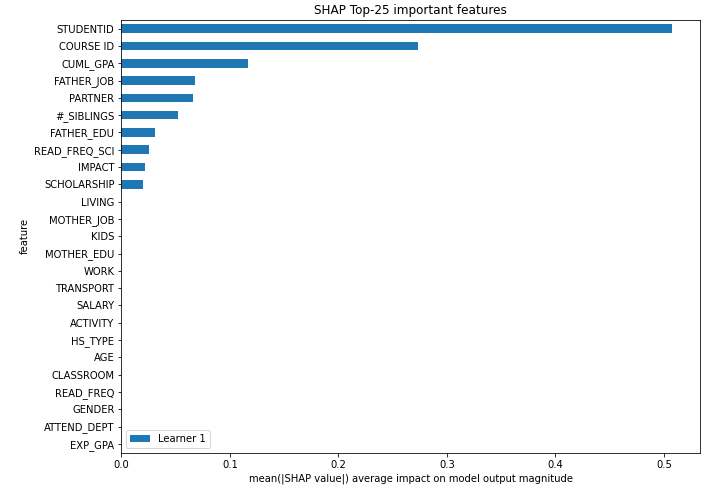 SHAP Top-25 important features
STUDENTID
COURSE ID
CUML_GPA
FATHER_JOB
PARTNER
#_SIBLINGS
FATHER_EDU
READ_FREQ_SCI
IMPACT
SCHOLARSHIP
LIVING
MOTHER_JOB
KIDS
MOTHER_EDU
WORK
TRANSPORT
SALARY
ACTIVITY
HS_TYPE
AGE
CLASSROOM
READ_FREQ
GENDER
ATTEND_DEPT
EXP_GPA
feature
Learner 1
0.0 0.1 0.2 0.3 0.4 0.5
mean(|SHAP value|) average impact on model output magnitude